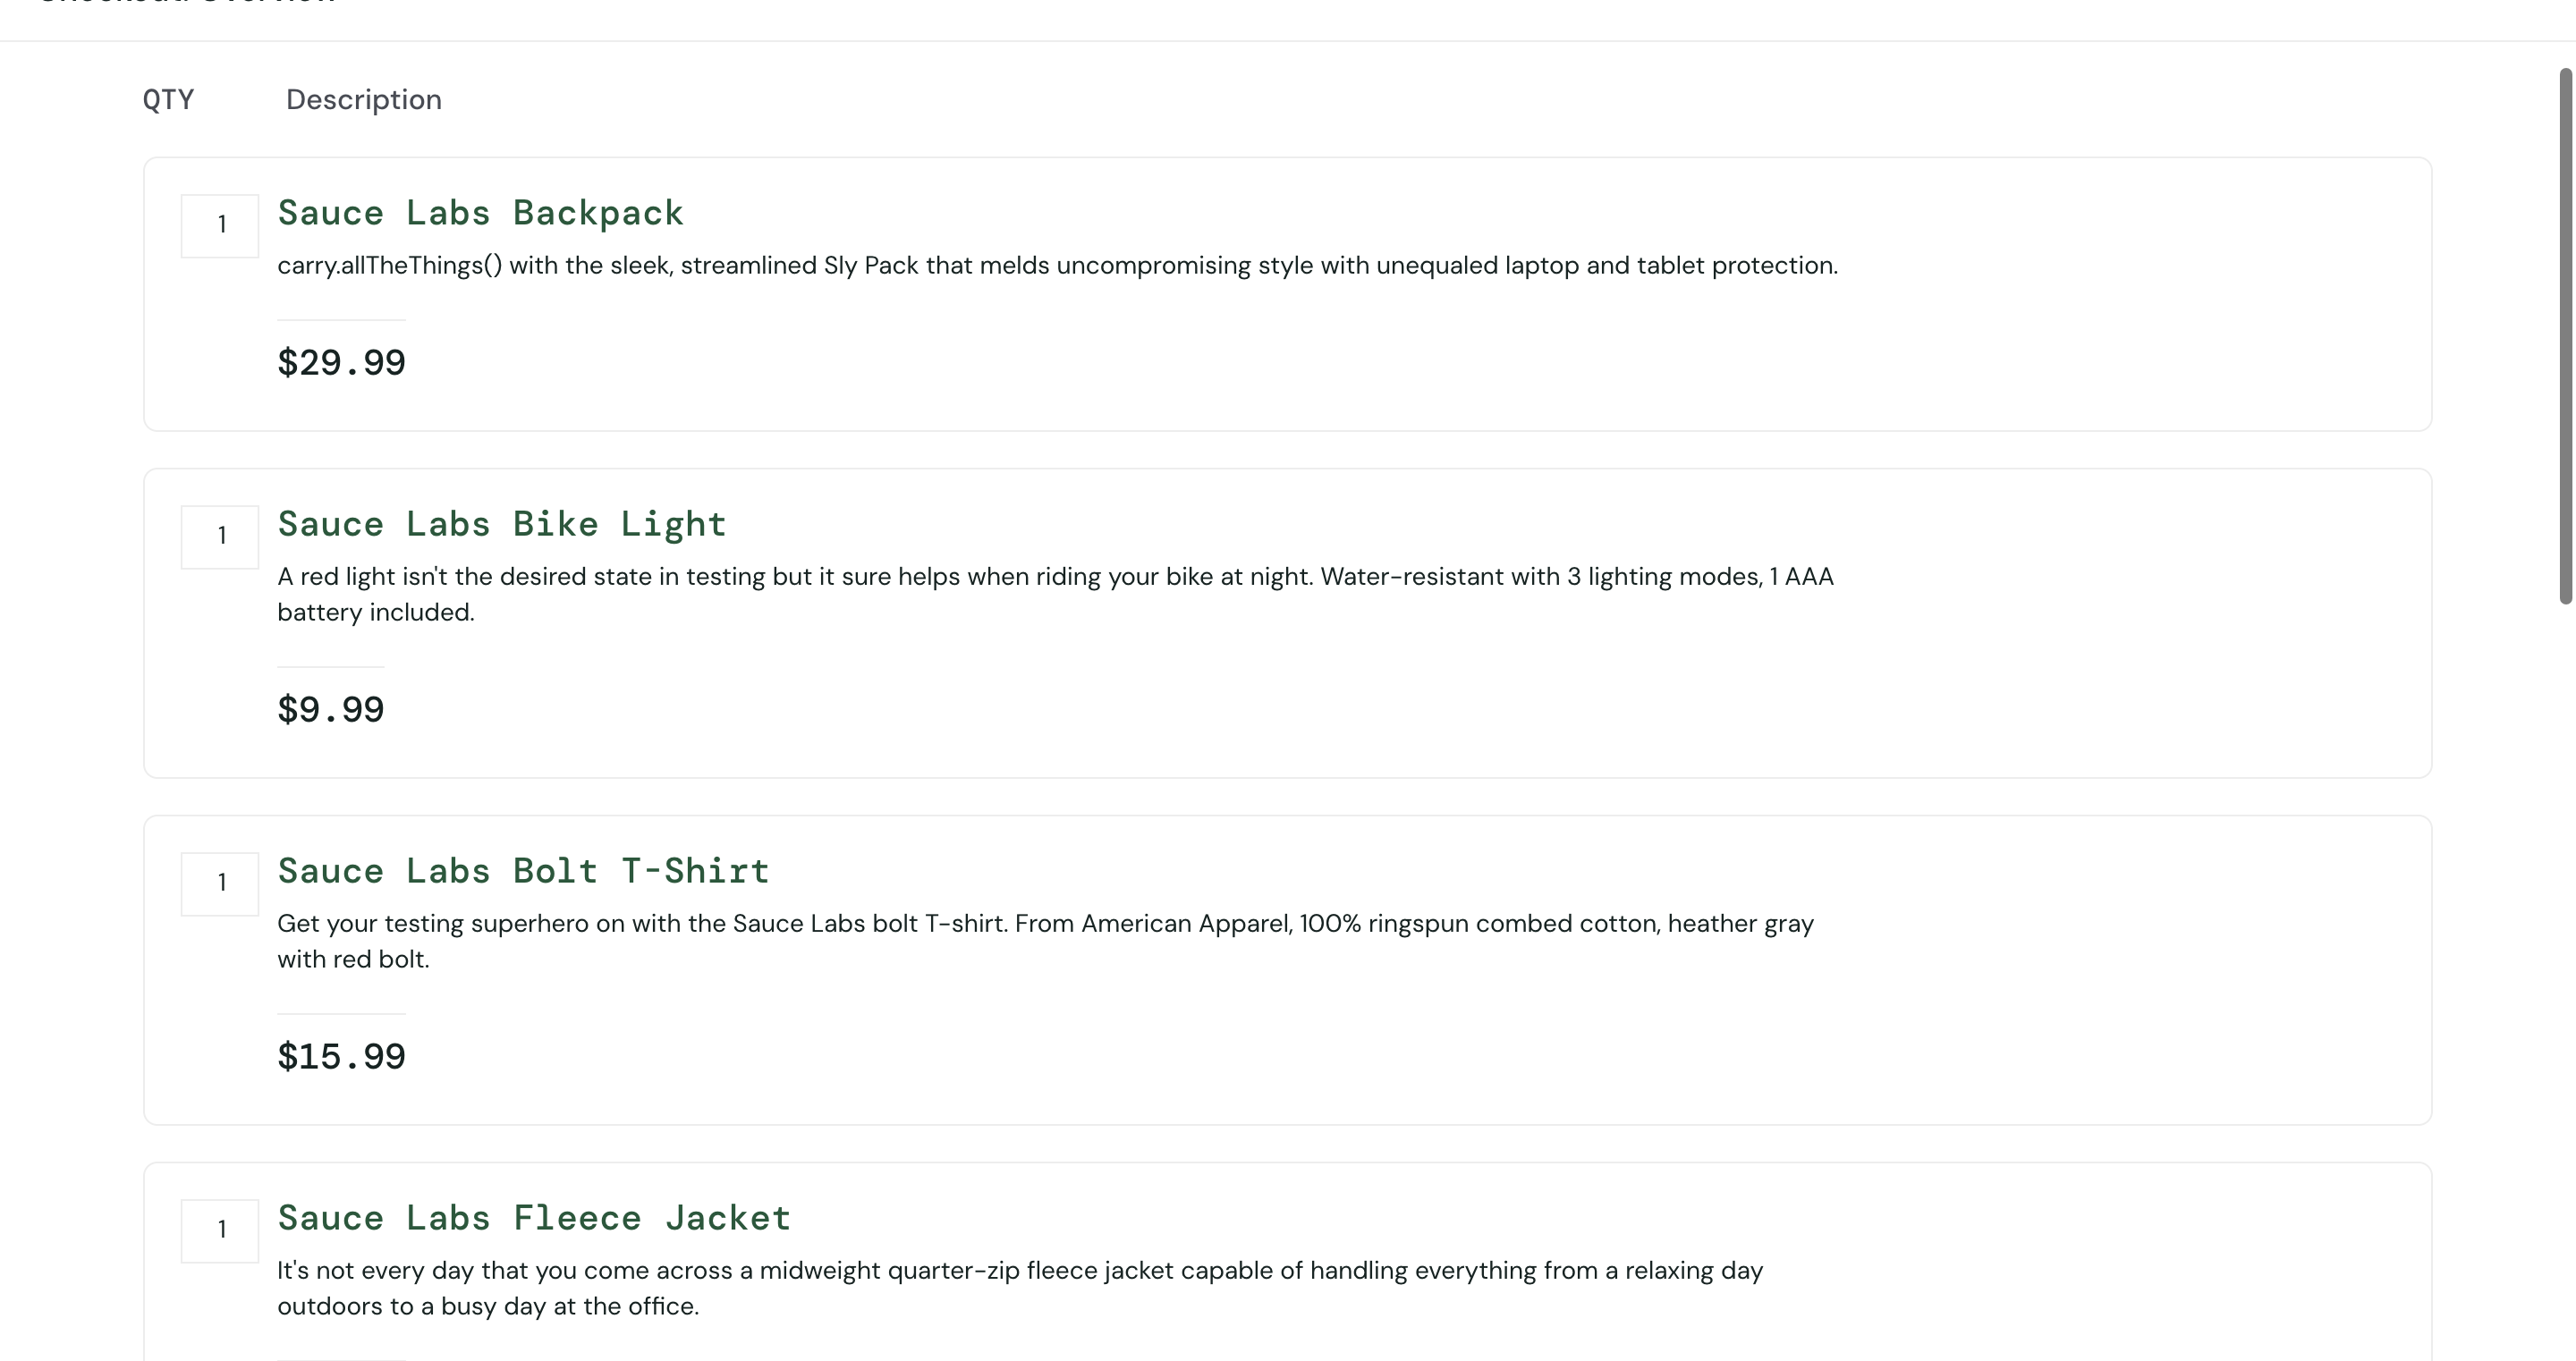 QTY Description
1 Sauce Labs Backpack
carry.allTheThings() with the sleek, streamlined Sly Pack that melds uncompromising style with unequaled laptop and tablet protection.
$29.99
1 Sauce Labs Bike Light
A red light isn't the desired state in testing but it sure helps when riding your bike at night. Water-resistant with 3 lighting modes, 1 AAA
battery included.
$9.99
1 Sauce Labs Bolt T-Shirt
Get your testing superhero on with the Sauce Labs bolt T-shirt. From American Apparel, 100% ringspun combed cotton, heather gray
with red bolt.
$15.99
1 Sauce Labs Fleece Jacket
It's not every day that you come across a midweight quarter-zip fleece jacket capable of handling everything from a relaxing day
outdoors to a busy day at the office.